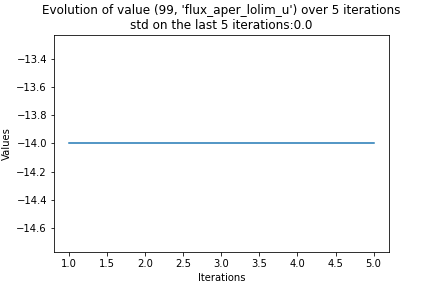 Evolution of value (99, 'flux_aper_lolim_u') over 5 iterations
std on the last 5 iterations:0.0
−13.4
−13.6
−13.8
−14.0
−14.2
−14.4
−14.6
Values
1.0 1.5 2.0 2.5 3.0 3.5 4.0 4.5 5.0
Iterations